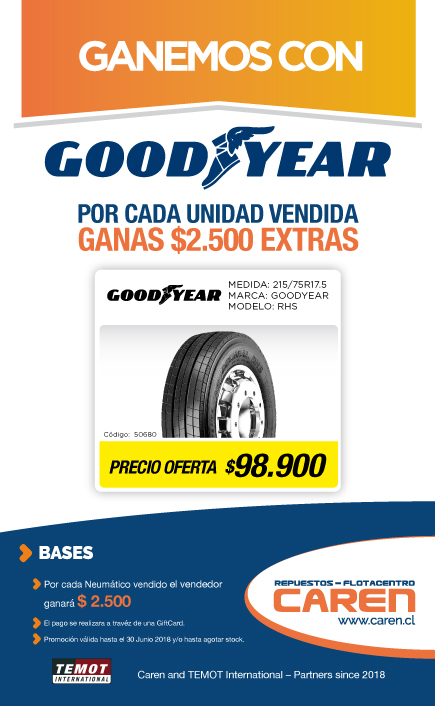 GANEMOS CON
GOODYEAR
POR CADA UNIDAD VENDIDA
GANAS $2.500 EXTRAS
GOODYEAR
MEDIDA: 215/75R17.5
MARCA: GOODYEAR
MODELO: RHS
Código: 50680
PRECIO OFERTA $98.900
BASES
Por cada Neumático vendido el vendedor
ganará $ 2.500
El pago se realizara a travéz de una GiftCard.
Promoción válida hasta el 30 Junio 2018 y/o hasta agotar stock.
REPUESTOS - FLOTACENTRO
CAREN
www.caren.cl
TEMOT
INTERNATIONAL
Caren and TEMOT International – Partners since 2018